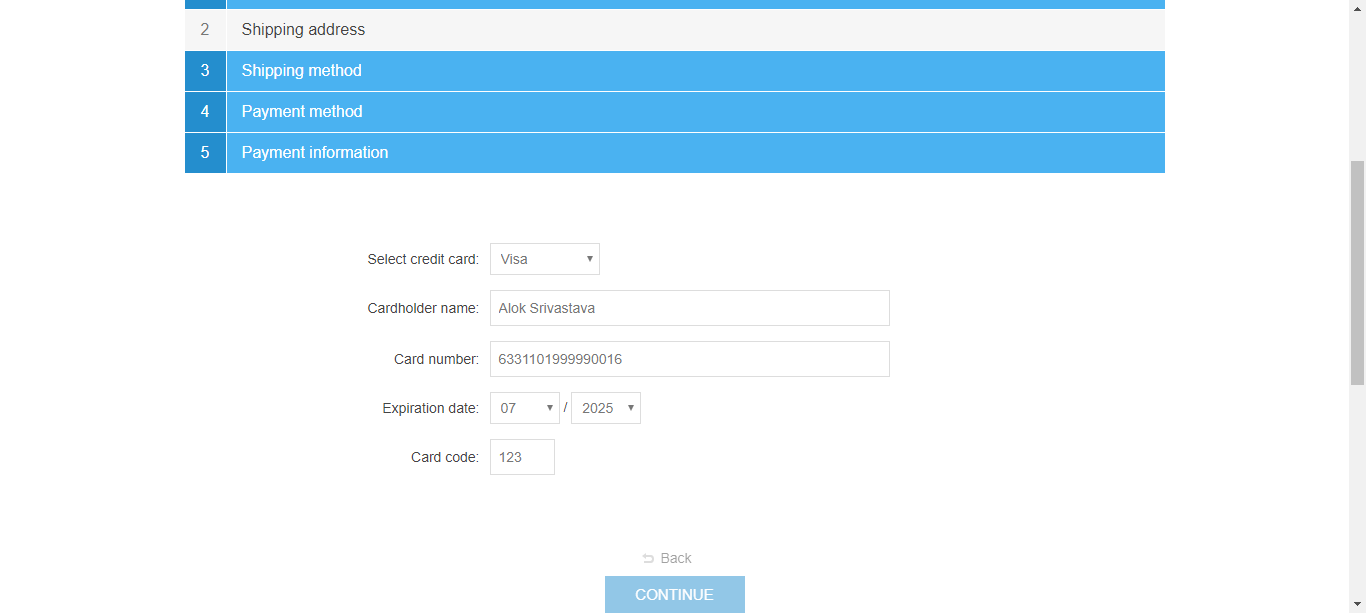 2 Shipping address
3 Shipping method
4 Payment method
5 Payment information
Select credit card: Visa
Cardholder name: Alok Srivastava
Card number: 6331101999990016
Expiration date: 07 / 2025
Card code: 123
Back
CONTINUE